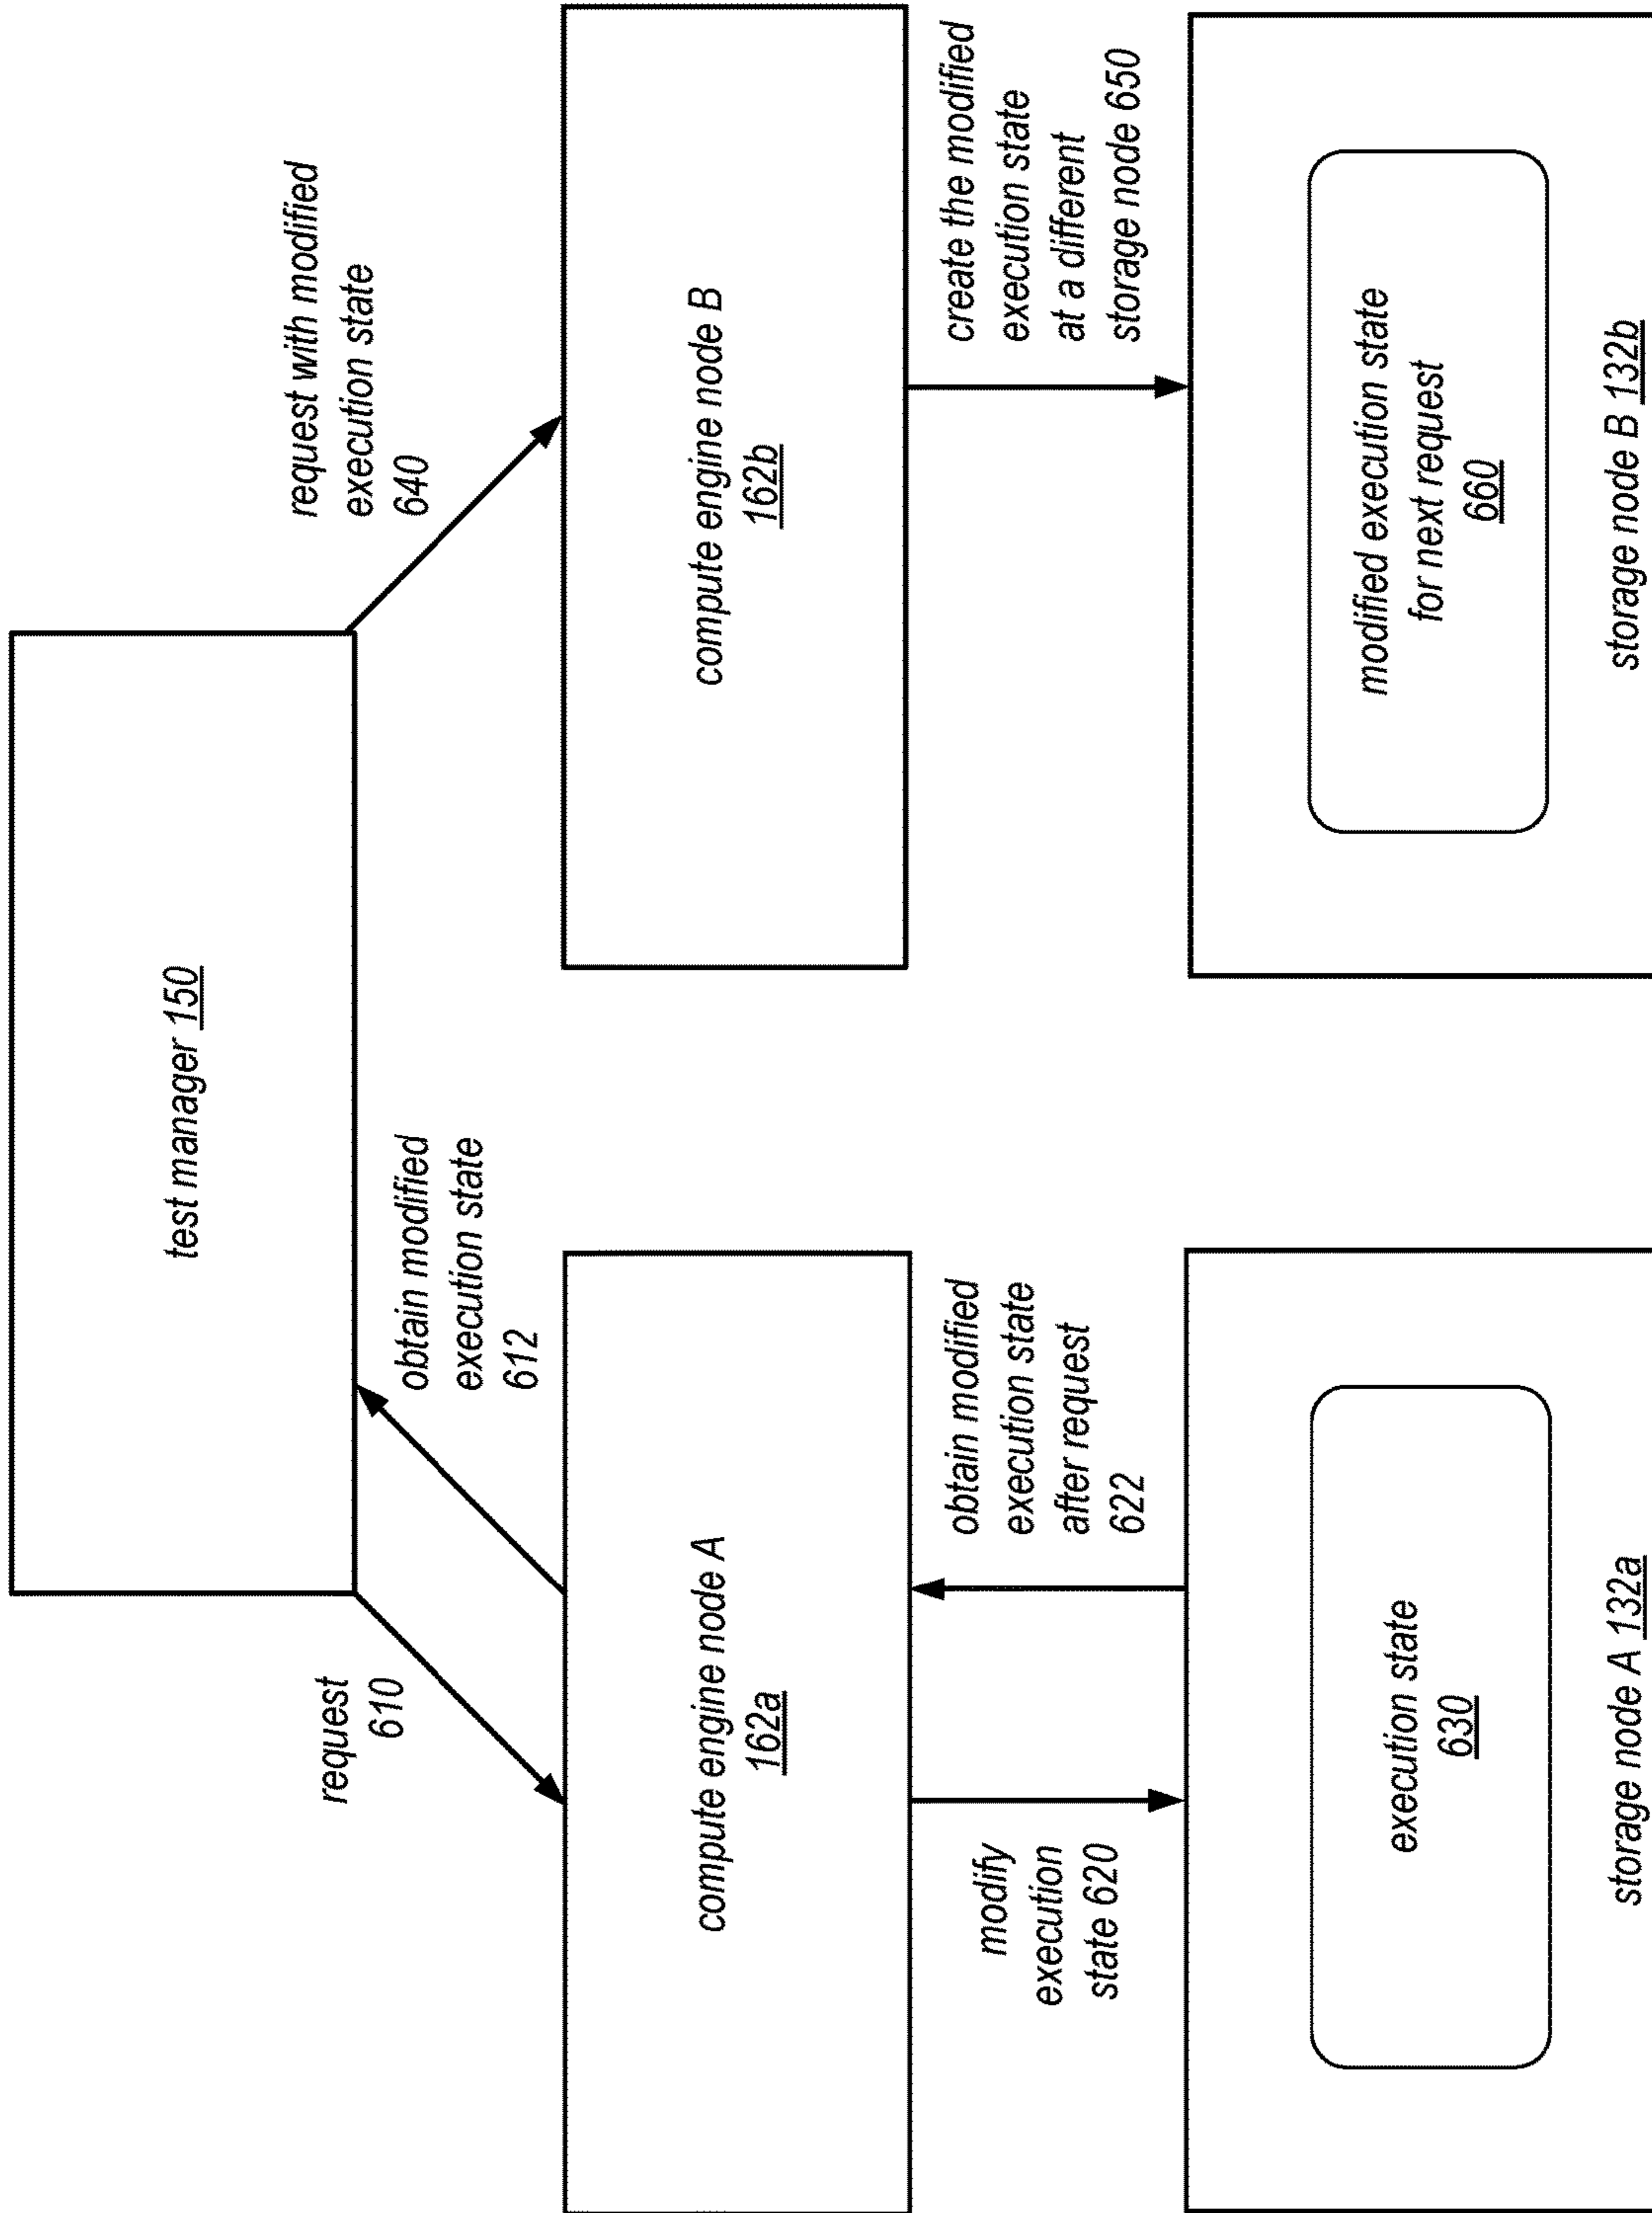 test manager 150
request
610
obtain modified
execution state
612
request with modified
execution state
640
compute engine node A
162a
compute engine node B
162b
modify
execution
state 620
obtain modified
execution state
after request
622
create the modified
execution state
at a different
storage node 650
execution state
630
modified execution state
for next request
660
storage node A 132a
storage node B 132b